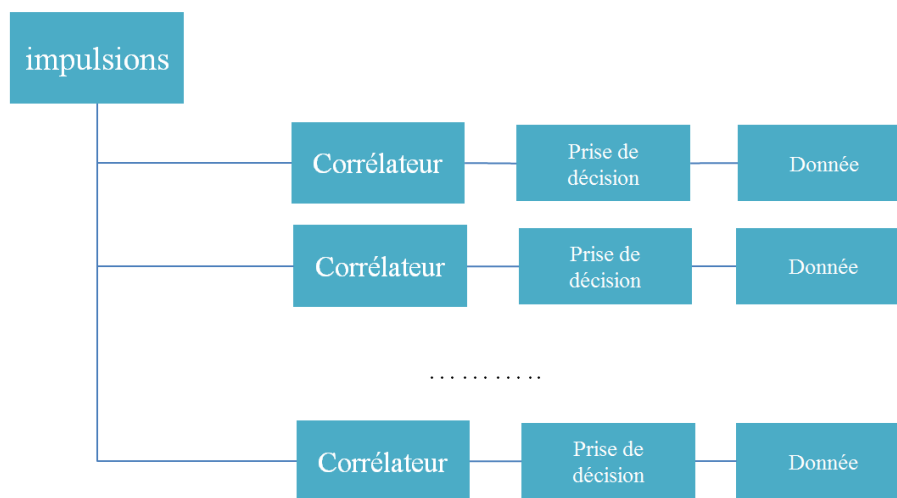 impulsions
Corrélateur
Prise de
décision
Donnée
Corrélateur
Prise de
décision
Donnée
...........
Corrélateur
Prise de
décision
Donnée